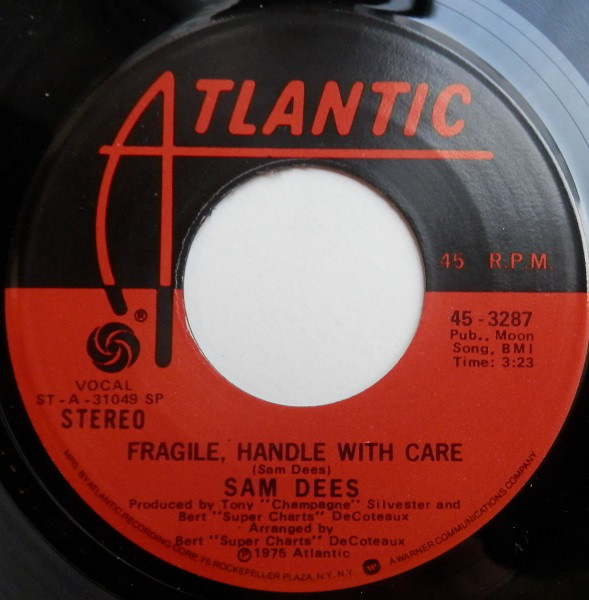 ATLANTIC
45 R.P.M.
®
45-3287
Pub., Moon
Song, BMI
Time: 3:23
VOCAL
ST-A-31049 SP
STEREO
FRAGILE, HANDLE WITH CARE
(Sam Dees)
SAM DEES
Produced by Tony "Champagne" Silvester and
Bert "Super Charts" DeCoteaux
Arranged by
Bert "Super Charts" DeCoteaux
℗ 1975 Atlantic
MFG. BY ATLANTIC RECORDING CORP. 75 ROCKEFELLER PLAZA, N.Y. N.Y. W A WARNER COMMUNICATIONS COMPANY